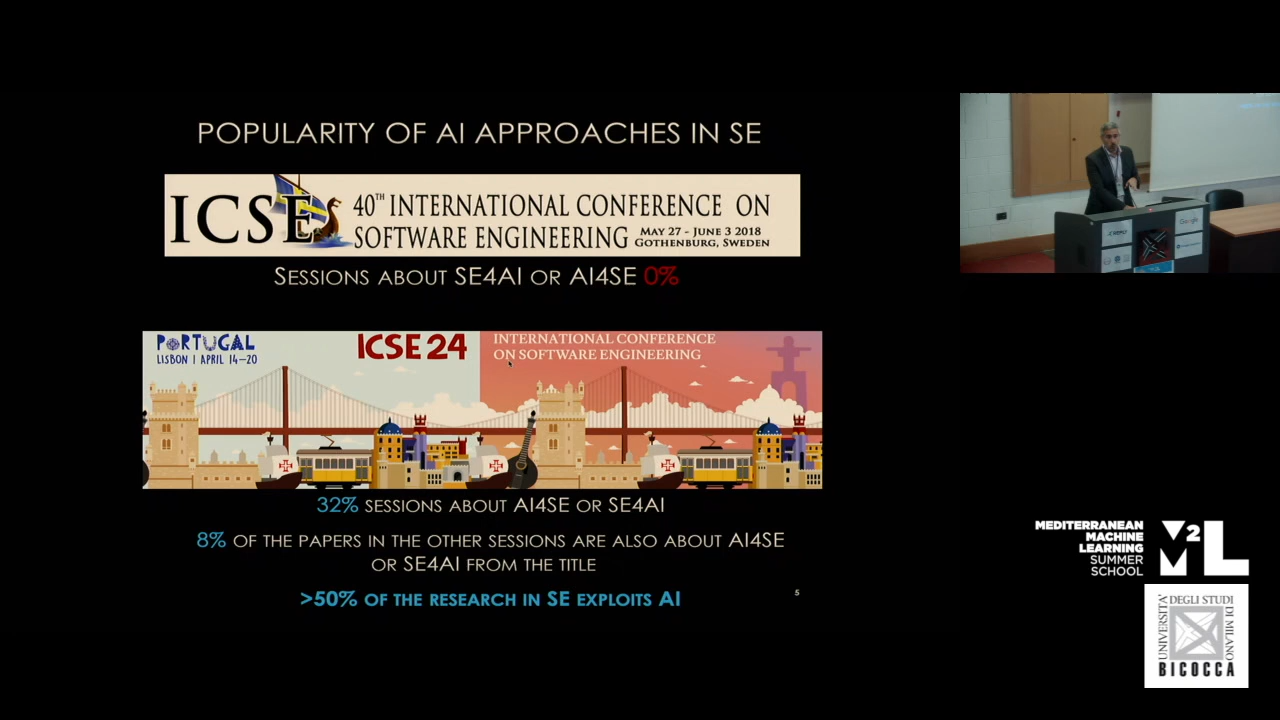 POPULARITY OF AI APPROACHES IN SE
ICSE
40TH INTERNATIONAL CONFERENCE ON
SOFTWARE ENGINEERING
MAY 27 - JUNE 3 2018
GOTHENBURG, SWEDEN
SESSIONS ABOUT SE4AI OR AI4SE 0%
PORTUGAL
LISBON | APRIL 14-20
ICSE 24
INTERNATIONAL CONFERENCE
ON SOFTWARE ENGINEERING
32% SESSIONS ABOUT AI4SE OR SE4AI
8% OF THE PAPERS IN THE OTHER SESSIONS ARE ALSO ABOUT AI4SE
OR SE4AI FROM THE TITLE
>50% OF THE RESEARCH IN SE EXPLOITS AI
5
Google
MEDITERRANEAN
MACHINE
LEARNING
SUMMER
SCHOOL
M2L
UNIVERSITA'
DEGLI STUDI
DI MILANO
BICOCCA